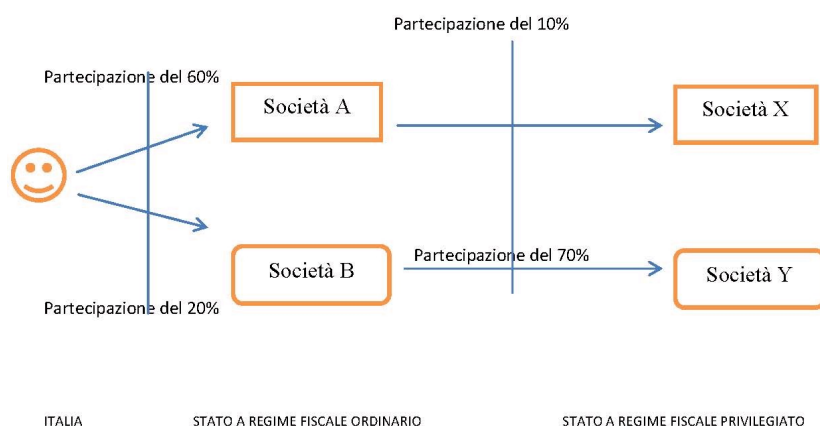 Partecipazione del 10%
Partecipazione del 60%
Società A
Società X
Società B
Partecipazione del 70%
Società Y
Partecipazione del 20%
ITALIA
STATO A REGIME FISCALE ORDINARIO
STATO A REGIME FISCALE PRIVILEGIATO